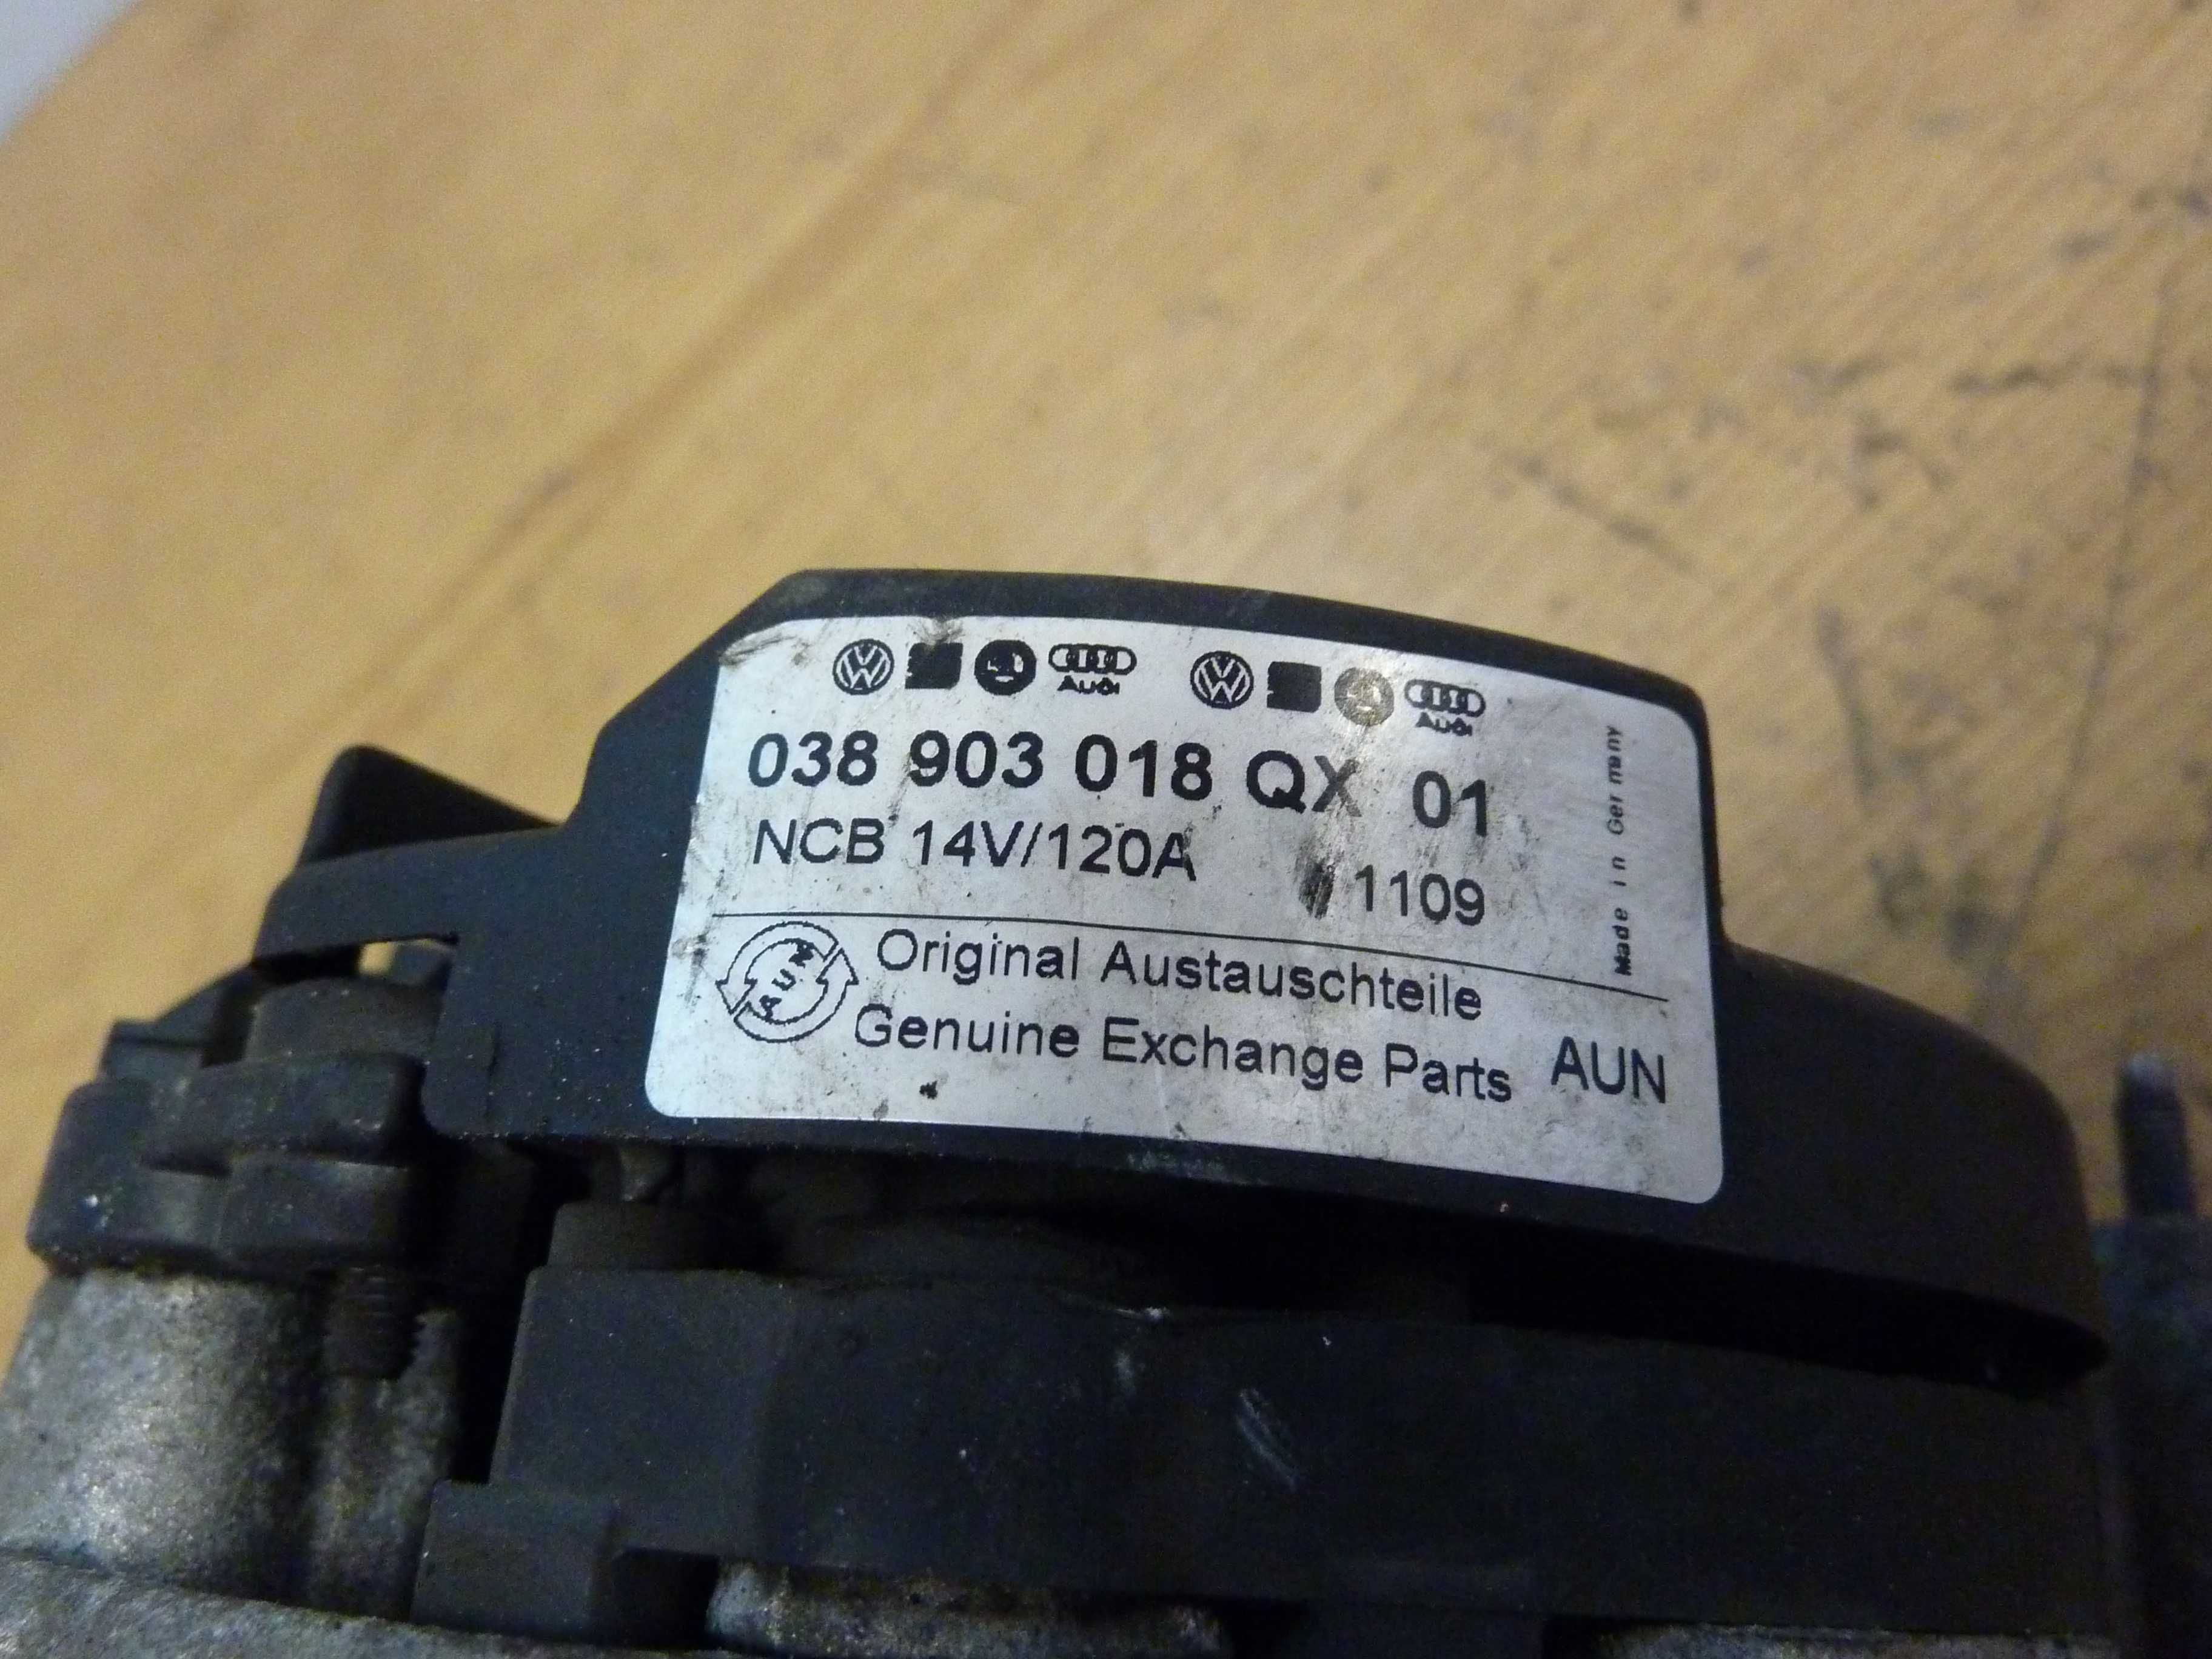 Audi Audi
038 903 018 QX 01
NCB 14V/120A 1109
Made in Germany
AUN
Original Austauschteile
Genuine Exchange Parts AUN